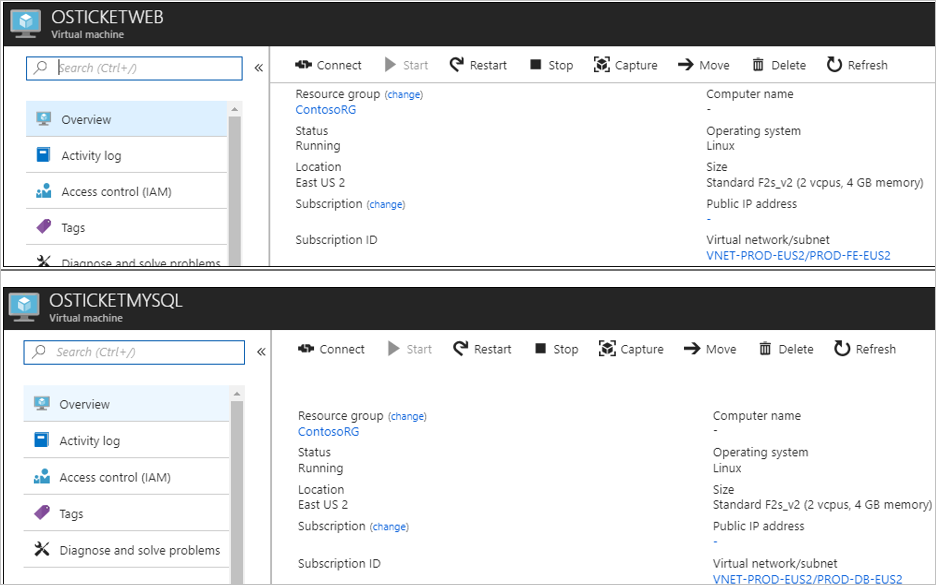 OSTICKETWEB
Virtual machine
Search (Ctrl+/)
«
Connect Start Restart Stop Capture Move Delete Refresh
Overview
Activity log
Access control (IAM)
Tags
Diagnose and solve problems
Resource group (change)
ContosoRG
Status
Running
Location
East US 2
Subscription (change)
Subscription ID
Computer name
-
Operating system
Linux
Size
Standard F2s_v2 (2 vcpus, 4 GB memory)
Public IP address
-
Virtual network/subnet
VNET-PROD-EUS2/PROD-FE-EUS2
OSTICKETMYSQL
Virtual machine
Search (Ctrl+/)
«
Connect Start Restart Stop Capture Move Delete Refresh
Overview
Activity log
Access control (IAM)
Tags
Diagnose and solve problems
Resource group (change)
ContosoRG
Status
Running
Location
East US 2
Subscription (change)
Subscription ID
Computer name
-
Operating system
Linux
Size
Standard F2s_v2 (2 vcpus, 4 GB memory)
Public IP address
-
Virtual network/subnet
VNET-PROD-EUS2/PROD-DB-EUS2